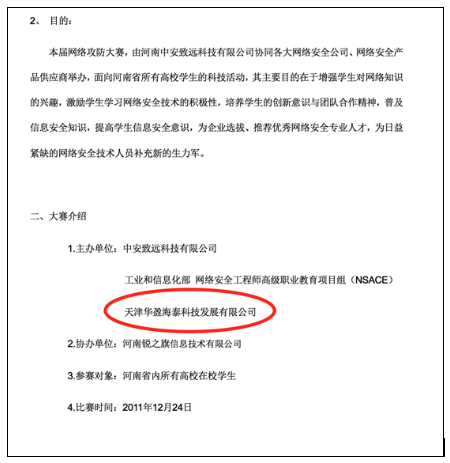 2、 目的：
本届网络攻防大赛，由河南中安致远科技有限公司协同各大网络安全公司、网络安全产
品供应商举办，面向河南省所有高校学生的科技活动，其主要目的在于增强学生对网络知识
的兴趣，激励学生学习网络安全技术的积极性，培养学生的创新意识与团队合作精神，普及
信息安全知识，提高学生信息安全意识，为企业选拔、推荐优秀网络安全专业人才，为日益
紧缺的网络安全技术人员补充新的生力军。
二、大赛介绍
1.主办单位：中安致远科技有限公司
工业和信息化部 网络安全工程师高级职业教育项目组（NSACE）
天津华盈海泰科技发展有限公司
2.协办单位：河南锐之旗信息技术有限公司
3.参赛对象：河南省内所有高校在校学生
4.比赛时间：2011年12月24日